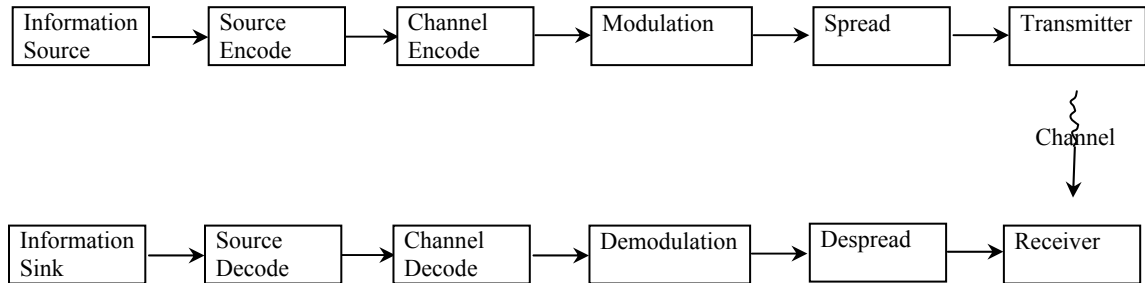 Information
Source
Source
Encode
Channel
Encode
Modulation
Spread
Transmitter
Channel
Information
Sink
Source
Decode
Channel
Decode
Demodulation
Despread
Receiver